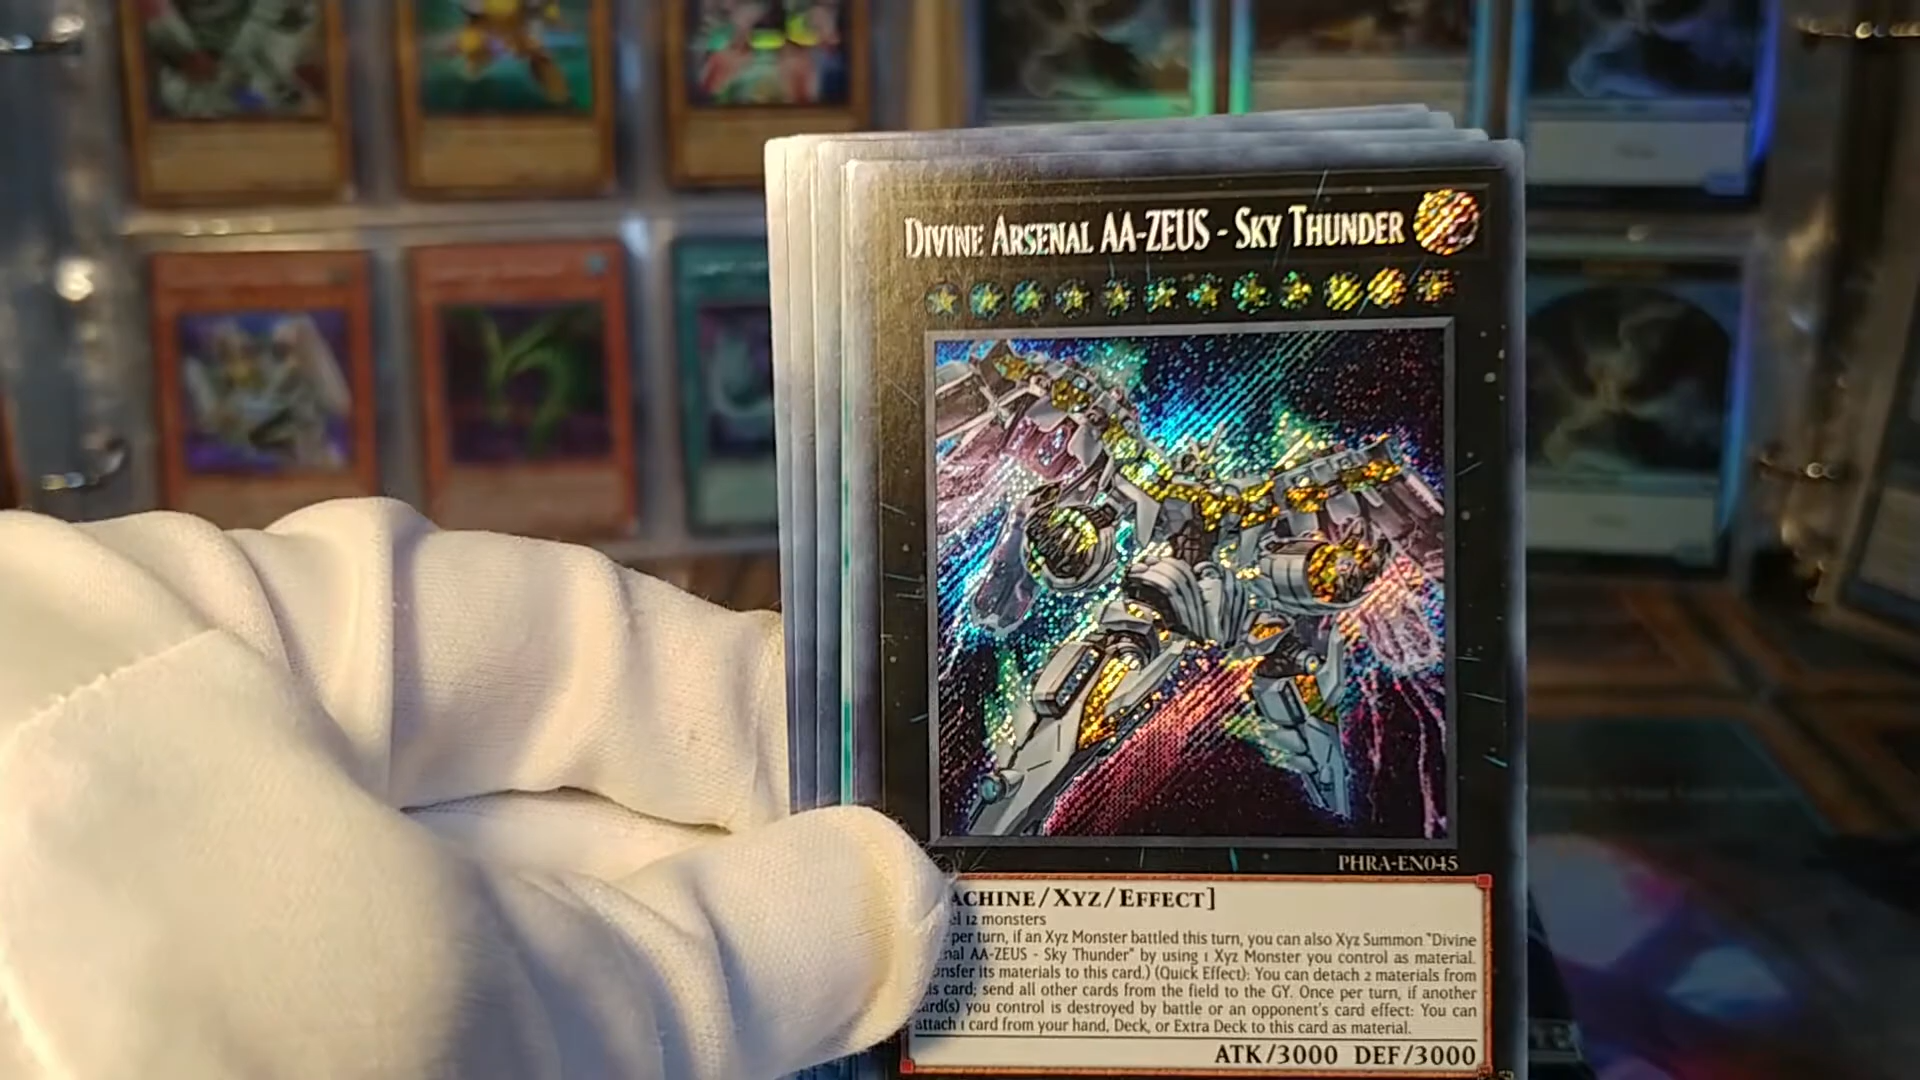 DIVINE ARSENAL AA-ZEUS - SKY THUNDER
PHRA-EN045
ACHINE/XYZ/EFFECT]
el 12 monsters
per turn, if an Xyz Monster battled this turn, you can also Xyz Summon "Divine
nal AA-ZEUS - Sky Thunder" by using 1 Xyz Monster you control as material.
ansfer its materials to this card.) (Quick Effect): You can detach 2 materials from
is card; send all other cards from the field to the GY. Once per turn, if another
ard(s) you control is destroyed by battle or an opponent's card effect: You can
attach 1 card from your hand, Deck, or Extra Deck to this card as material.
ATK/3000 DEF/3000